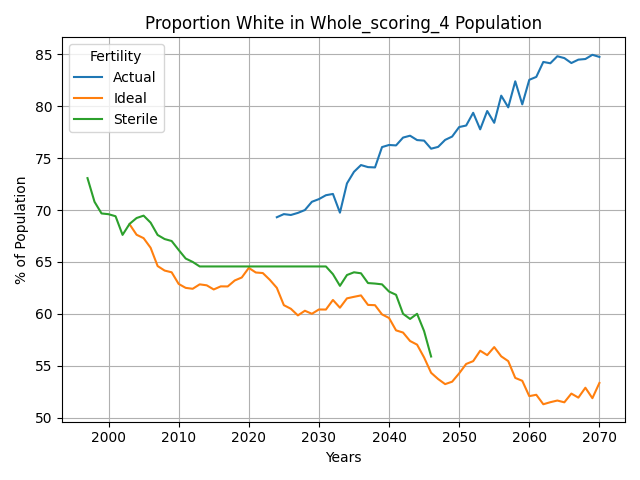 Proportion White in Whole_scoring_4 Population
Fertility
Actual
Ideal
Sterile
% of Population
85
80
75
70
65
60
55
50
2000 2010 2020 2030 2040 2050 2060 2070
Years